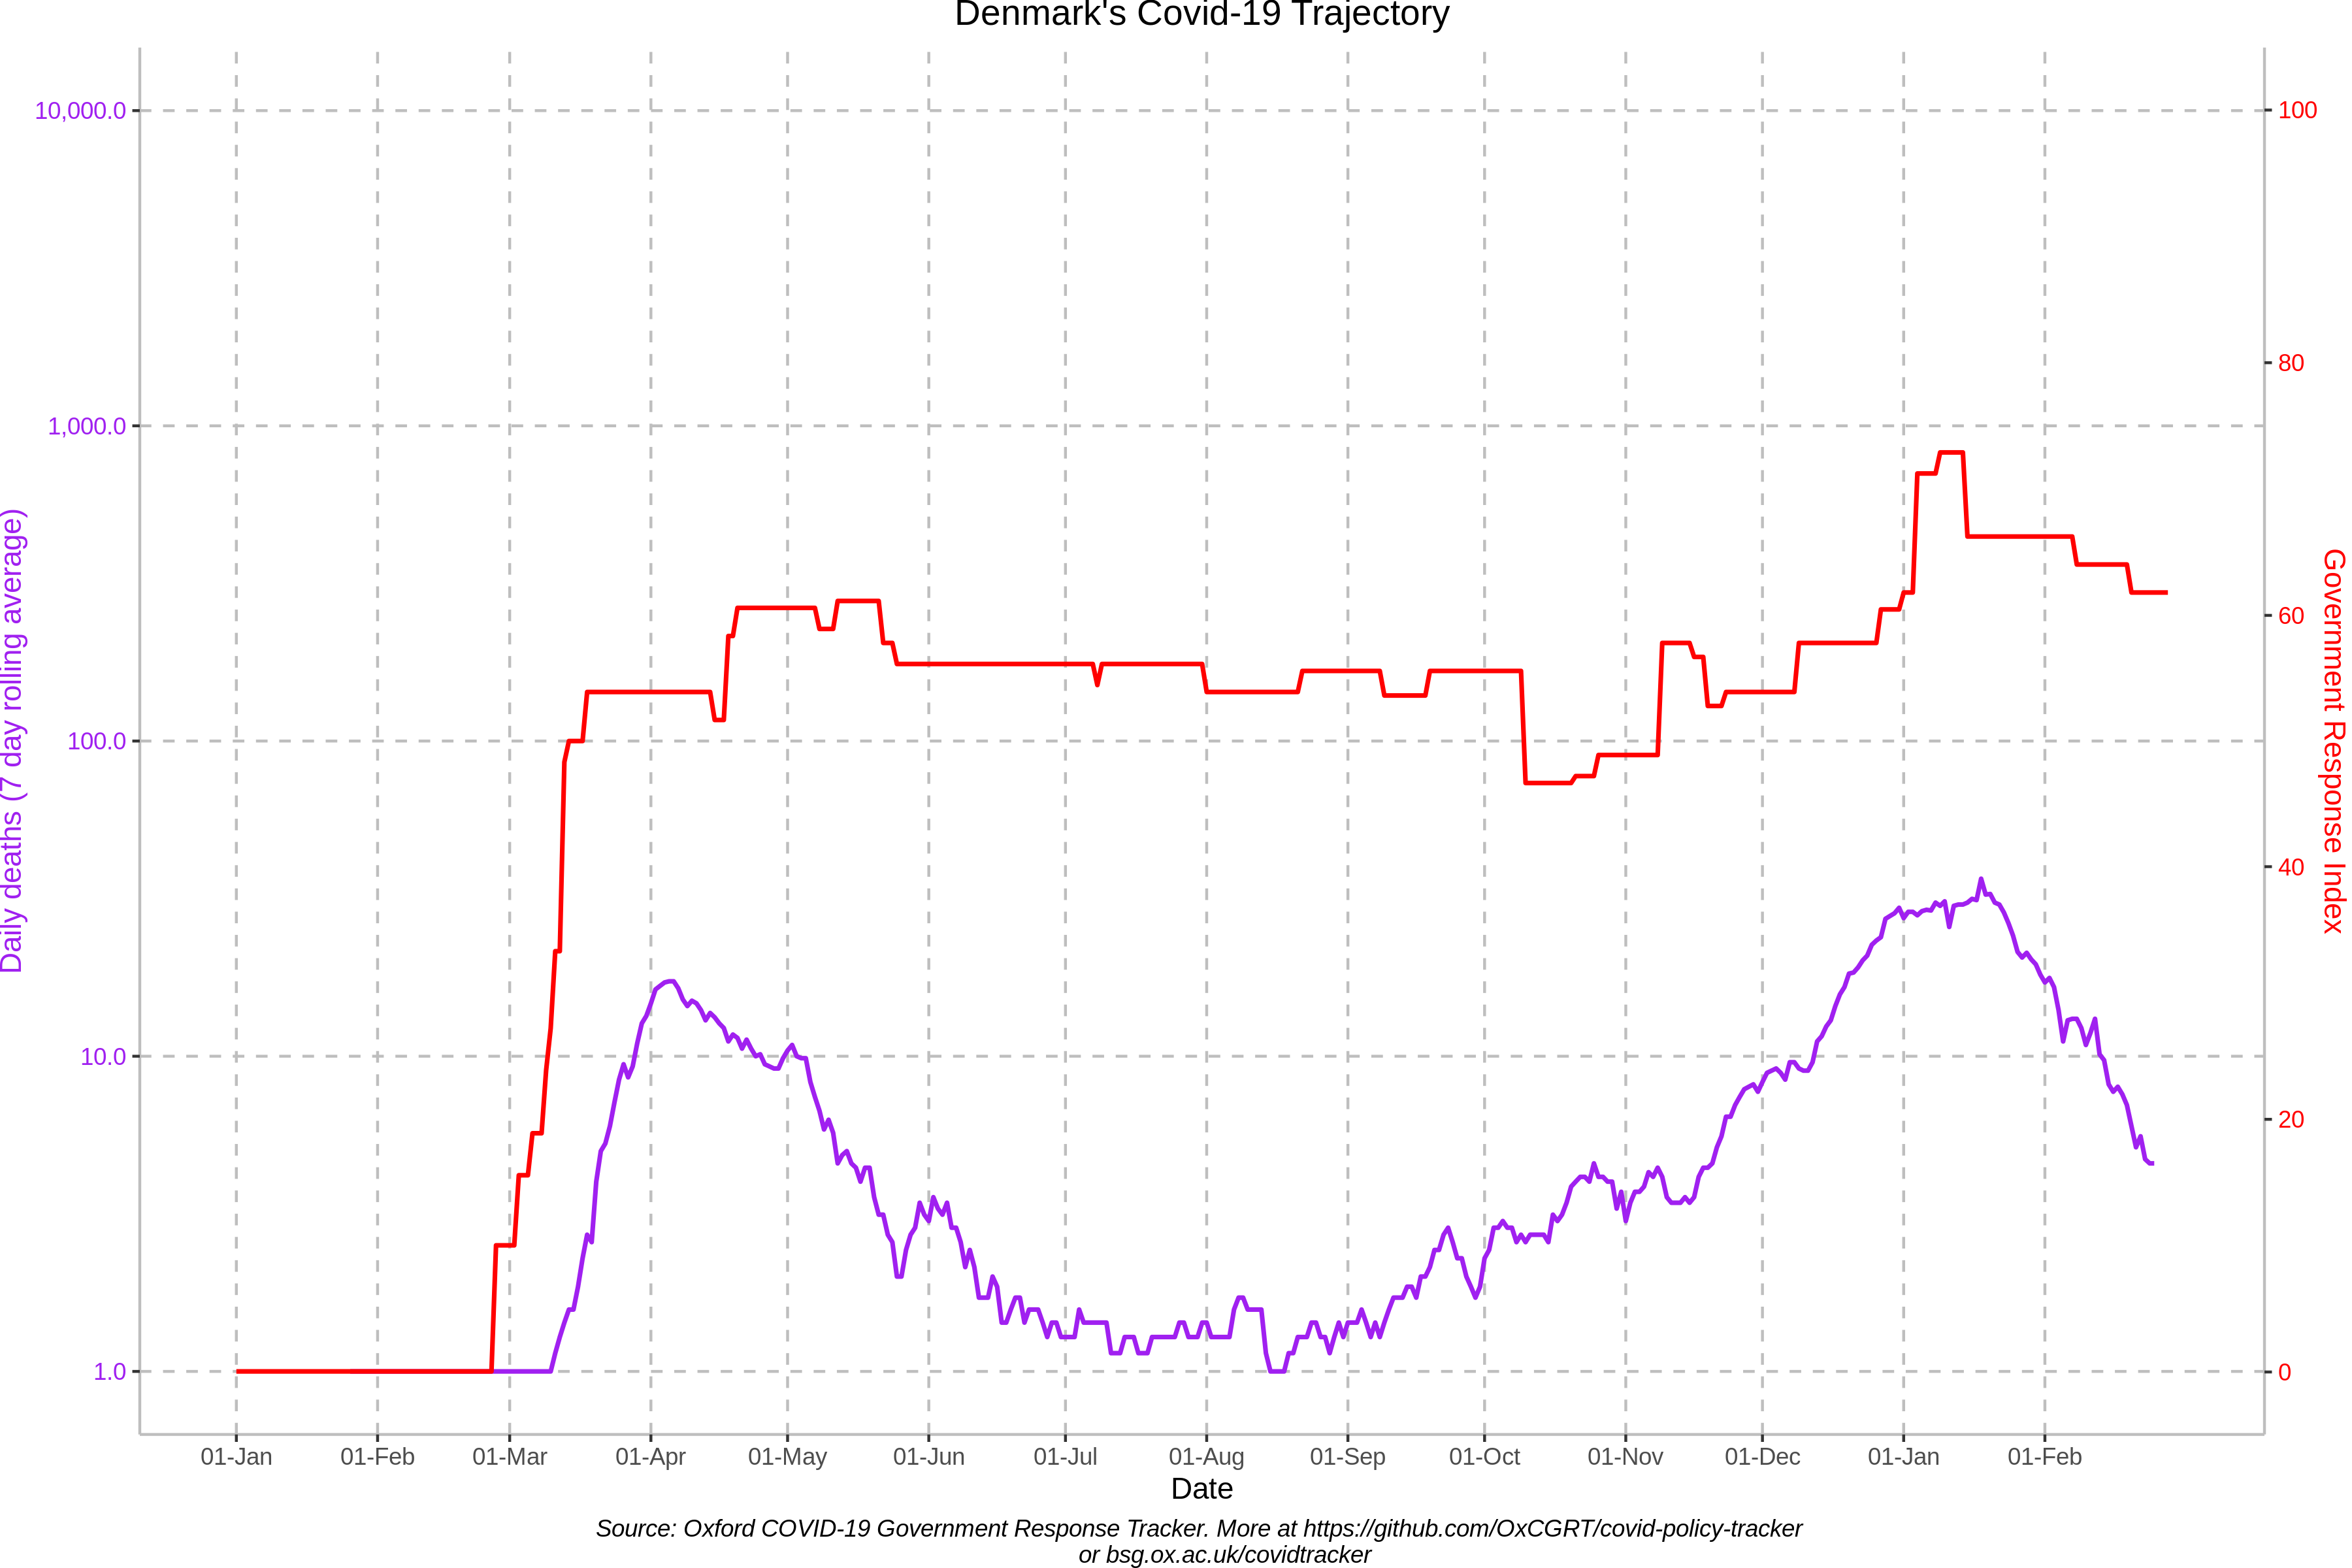 Denmark's Covid-19 Trajectory
10,000.0
1,000.0
100.0
10.0
1.0
Daily deaths (7 day rolling average)
100
80
60
40
20
0
Government Response Index
01-Jan 01-Feb 01-Mar 01-Apr 01-May 01-Jun 01-Jul 01-Aug 01-Sep 01-Oct 01-Nov 01-Dec 01-Jan 01-Feb
Date
Source: Oxford COVID-19 Government Response Tracker. More at https://github.com/OxCGRT/covid-policy-tracker
or bsg.ox.ac.uk/covidtracker